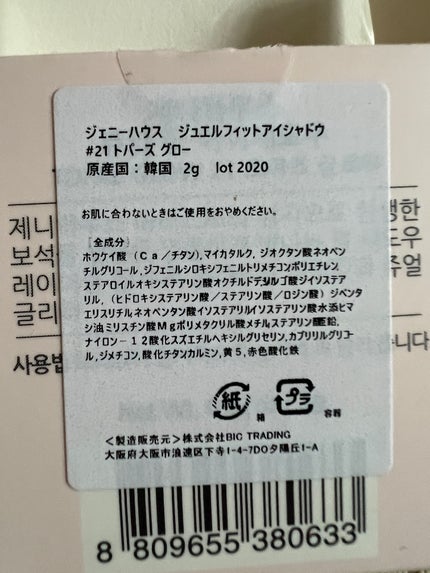 ジェニーハウス　ジュエルフィットアイシャドウ
#21 トパーズ グロー
原産国：韓国　2g　lot 2020
お肌に合わないときはご使用をおやめください。
［全成分］
ホウケイ酸（Ｃａ／チタン),マイカタルク, ジオクタン酸ネオペン
チルグリコール, ジフェニルシロキシフェニルトリメチコンポリエチレン,
ステアロイルオキシステアリン酸オクチルドデシル
ゴ酸ジイソステア
リル,（ヒドロキシステアリン酸／ステアリン酸／ロジン酸）ジペンタ
エリスリチルネオペンタン酸イソステアリルイソステアリン酸水添ヒマ
シ油ミリスチン酸Ｍｇポリメタクリル酸メチル,ステアリン酸亜鉛,
ナイロン－１２酸化スズエチルヘキシルグリセリン, カプリリルグリコー
ル, ジメチコン, 酸化チタンカルミン, 黄５, 赤色酸化鉄
紙 箱 プラ 容器
＜製造販売元＞株式会社BIC TRADING
大阪府大阪市浪速区下寺1-4-7DO夕陽丘1-A
제니
보석
레이
글리
사용법
행한
도우
쥬얼
니다
8 809655 380633